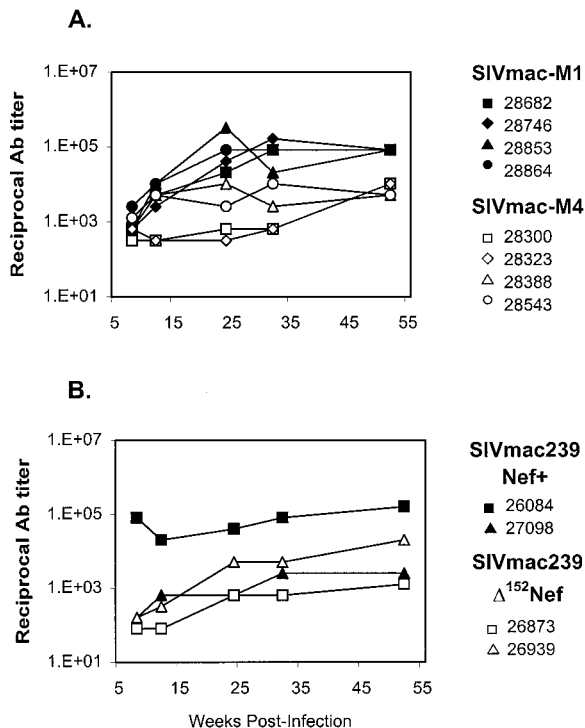 A.
Reciprocal Ab titer
1.E+07
1.E+05
1.E+03
1.E+01
5 15 25 35 45 55
SIVmac-M1
28682
28746
28853
28864
SIVmac-M4
28300
28323
28388
28543
B.
Reciprocal Ab titer
1.E+07
1.E+05
1.E+03
1.E+01
5 15 25 35 45 55
Weeks Post-Infection
SIVmac239
Nef+
26084
27098
SIVmac239
Δ¹⁵²Nef
26873
26939